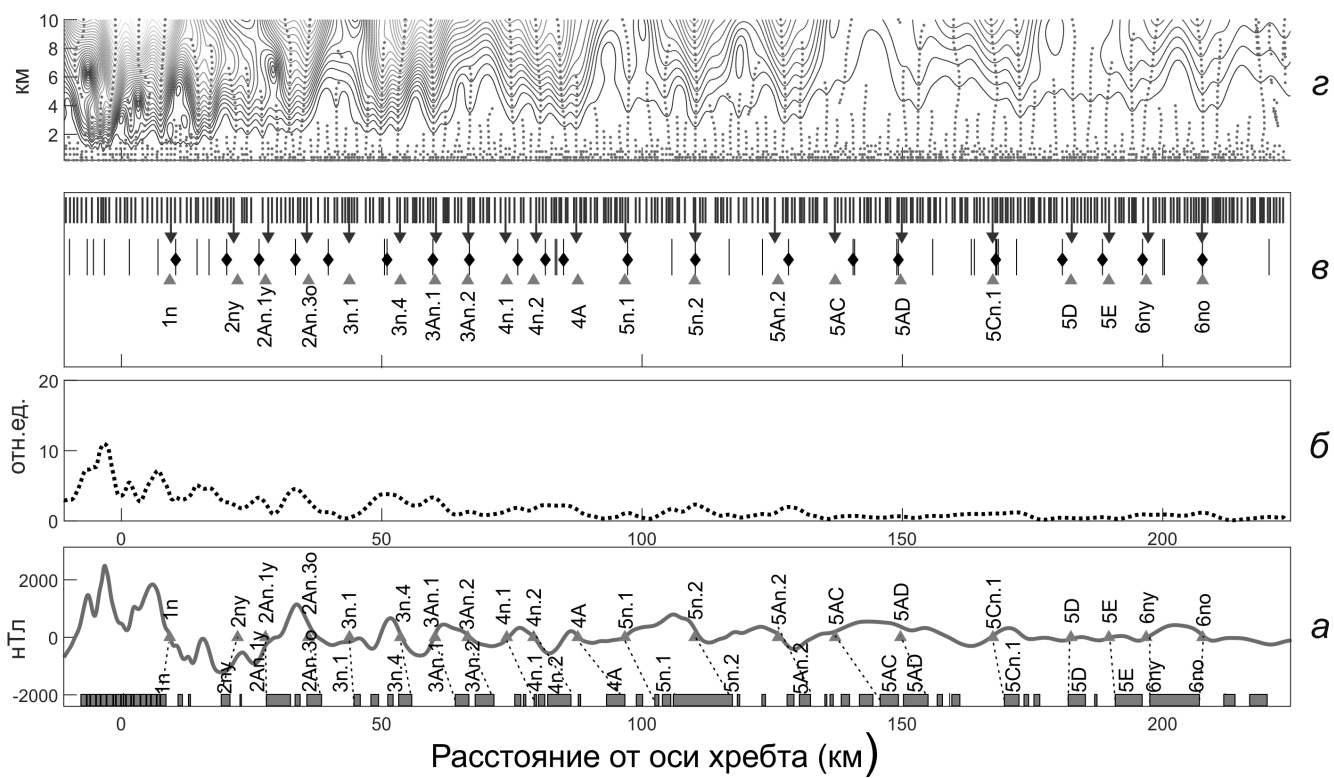 км
10
8
6
4
2
г
1n
2ny
2An.1y
2An.3o
3n.1
3n.4
3An.1
3An.2
4n.1
4n.2
4A
5n.1
5n.2
5An.2
5AC
5AD
5Cn.1
5D
5E
6ny
6no
в
отн.ед.
20
10
0
б
0
50
100
150
200
нТл
2000
0
-2000
1n
2ny
2An.1y
2An.3o
3n.1
3n.4
3An.1
3An.2
4n.1
4n.2
4A
5n.1
5n.2
5An.2
5AC
5AD
5Cn.1
5D
5E
6ny
6no
а
1n
2ny
2An.1y
2An.3o
3n.1
3n.4
3An.1
3An.2
4n.1
4n.2
4A
5n.1
5n.2
5An.2
5AC
5AD
5Cn.1
5D
5E
6ny
6no
0
50
100
150
200
Расстояние от оси хребта (км)